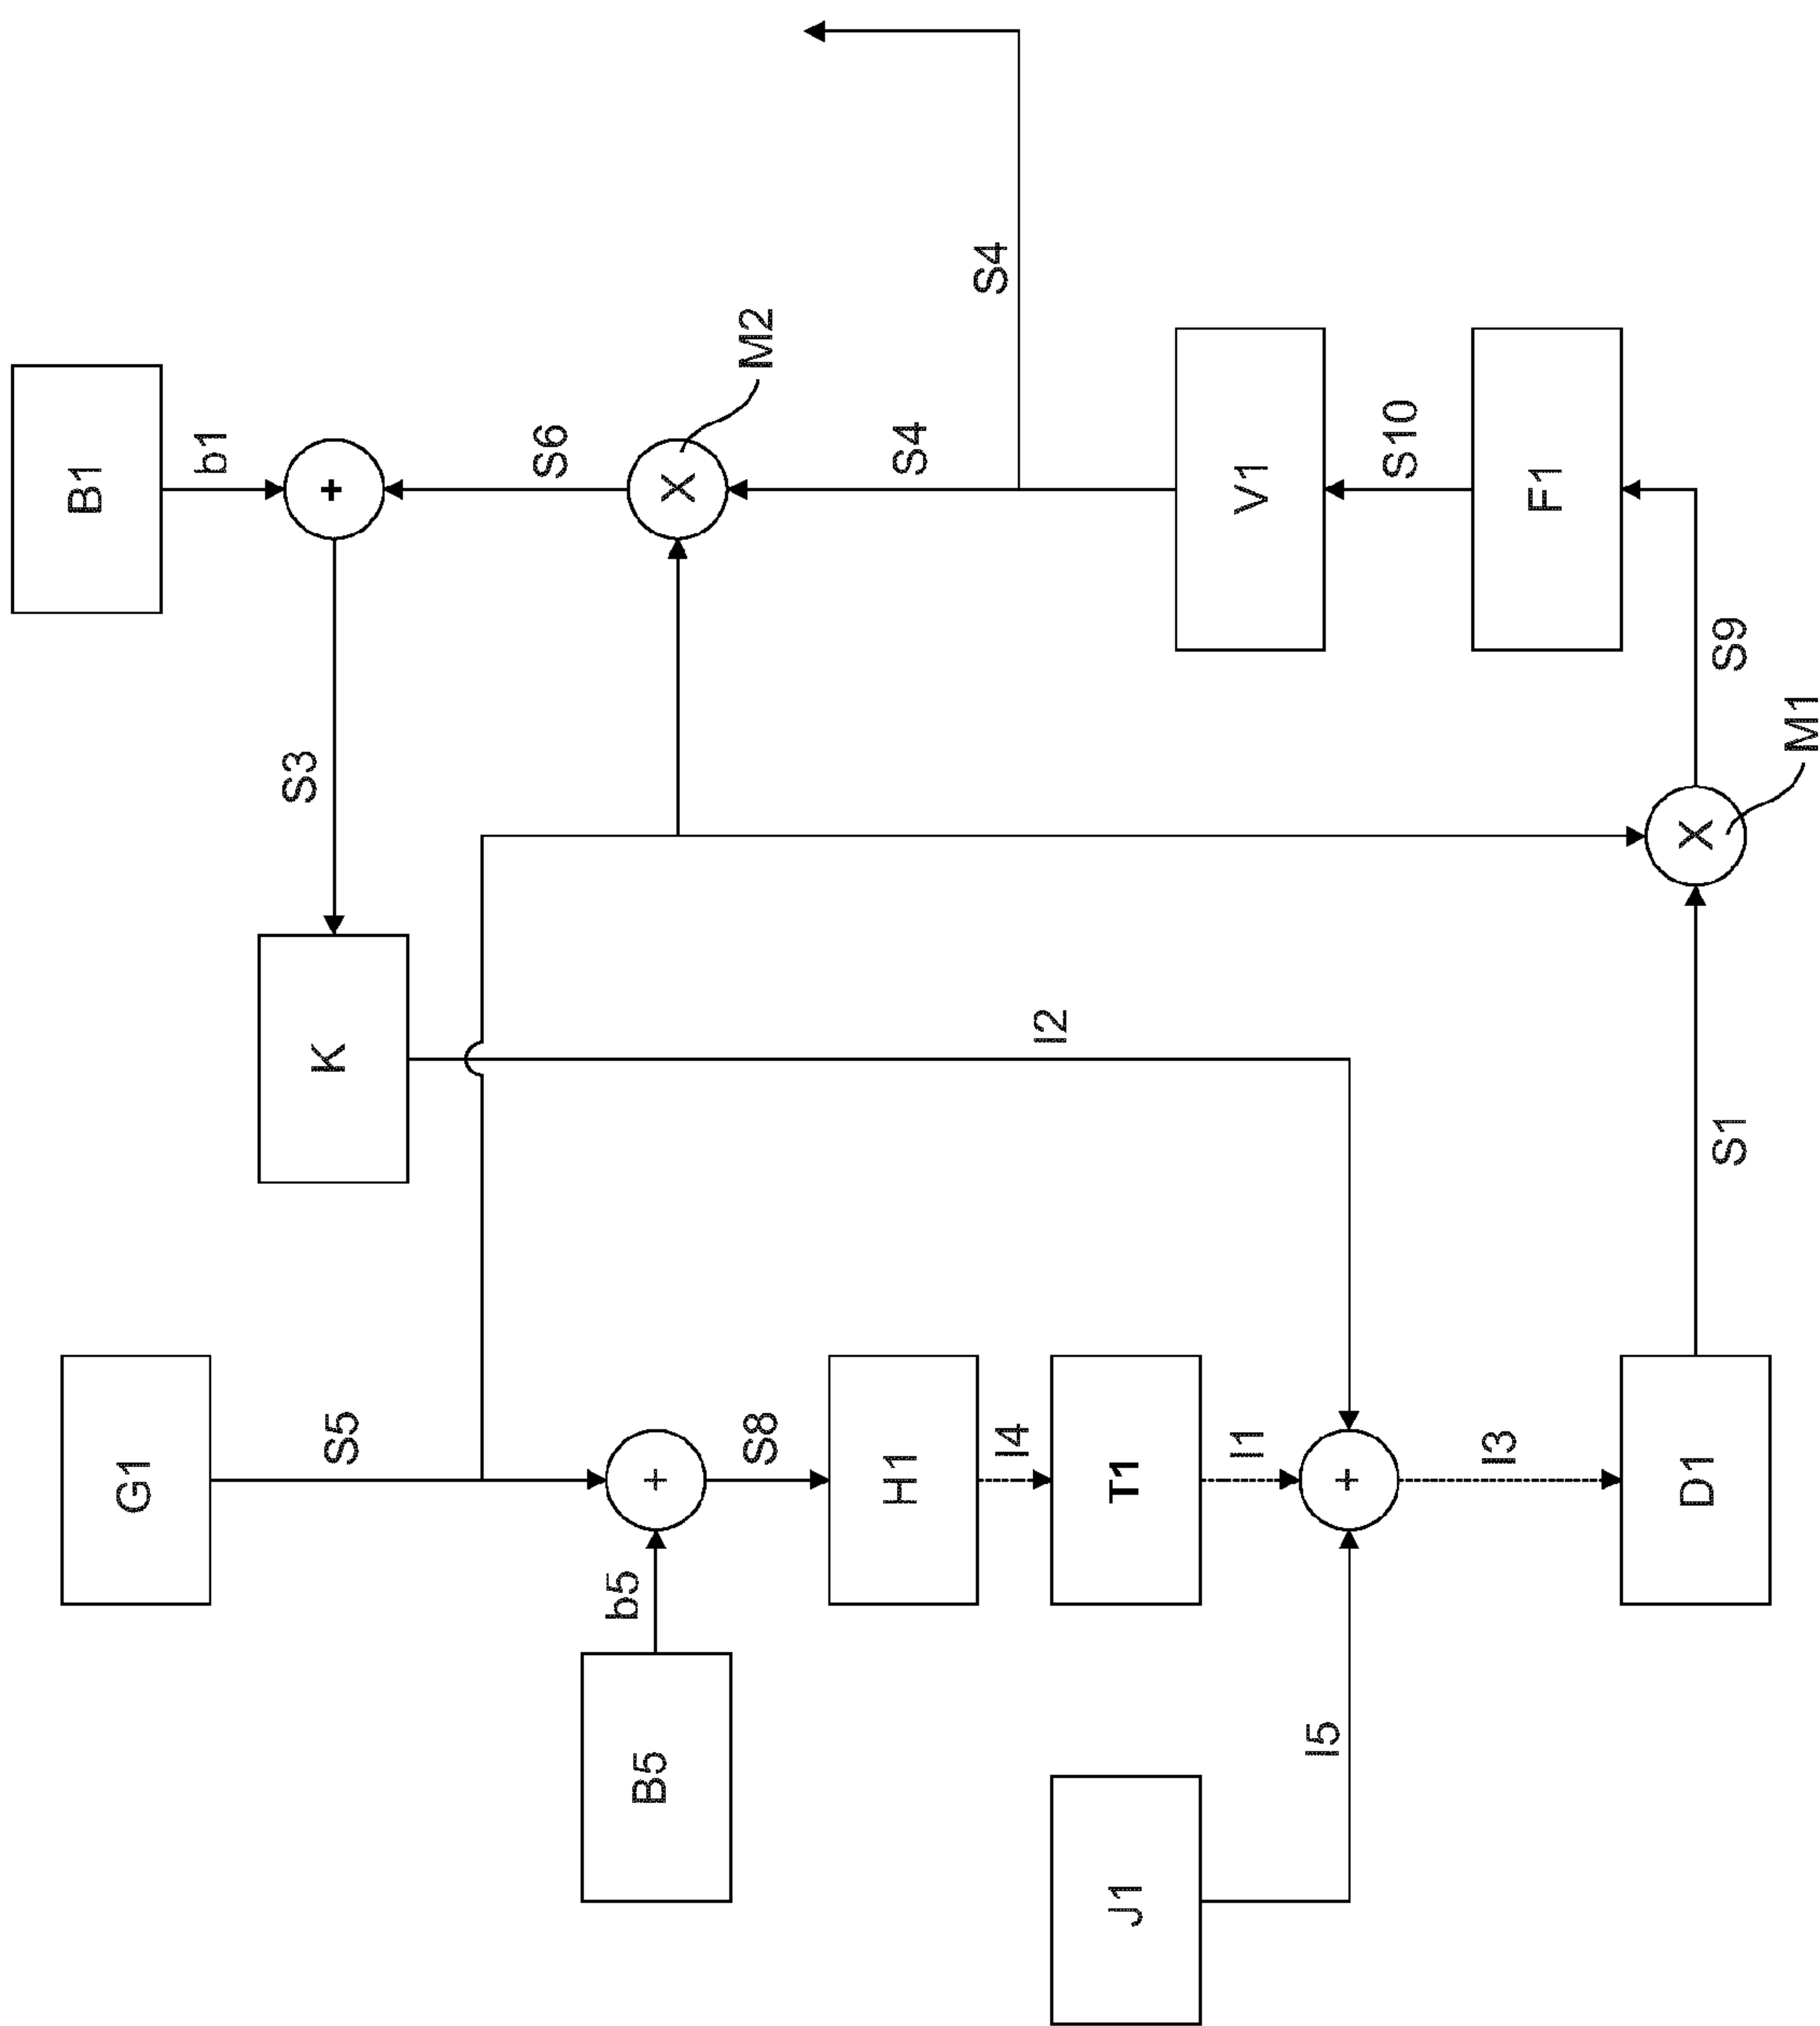 G1
S5
B5
b5
+
S8
H1
I4
T1
I1
J1
I5
+
I3
D1
S1
K
I2
S3
B1
b1
+
S6
X
M2
S4
S4
V1
S10
F1
S9
X
M1